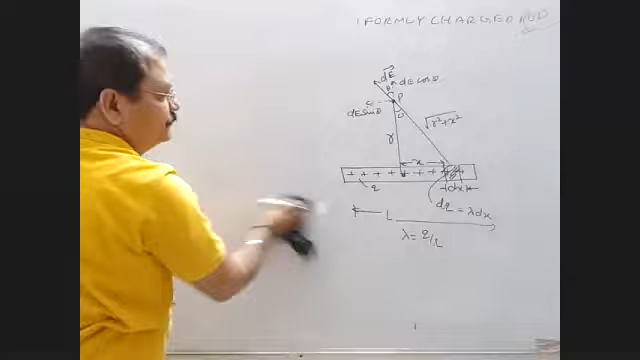 IFORMLY CHARGED ROD
dE
θ dE cosθ
P
dE sinθ
θ
√r²+x²
r
x
+ + + + + + + +
q
dx
dq = λdx
L
λ = q/L